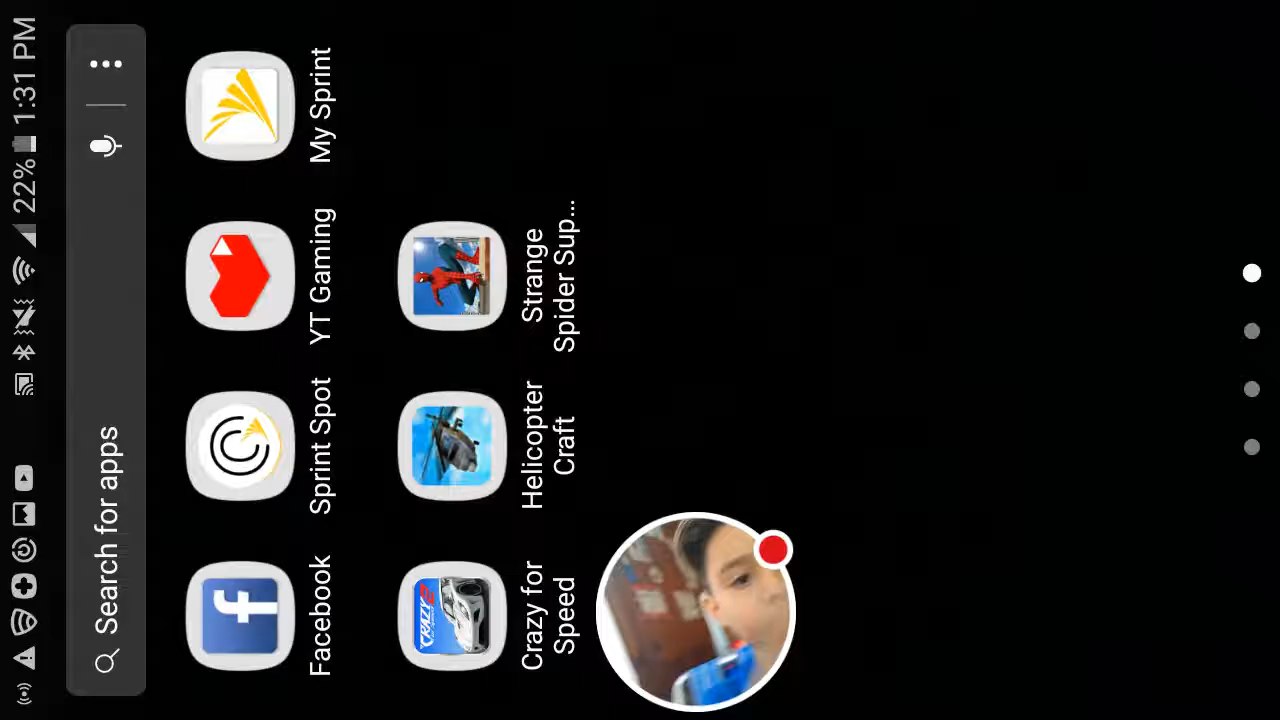 22% 1:31 PM
Search for apps
Facebook
Sprint Spot
YT Gaming
My Sprint
Crazy for
Speed
Helicopter
Craft
Strange
Spider Sup...
CRAZY